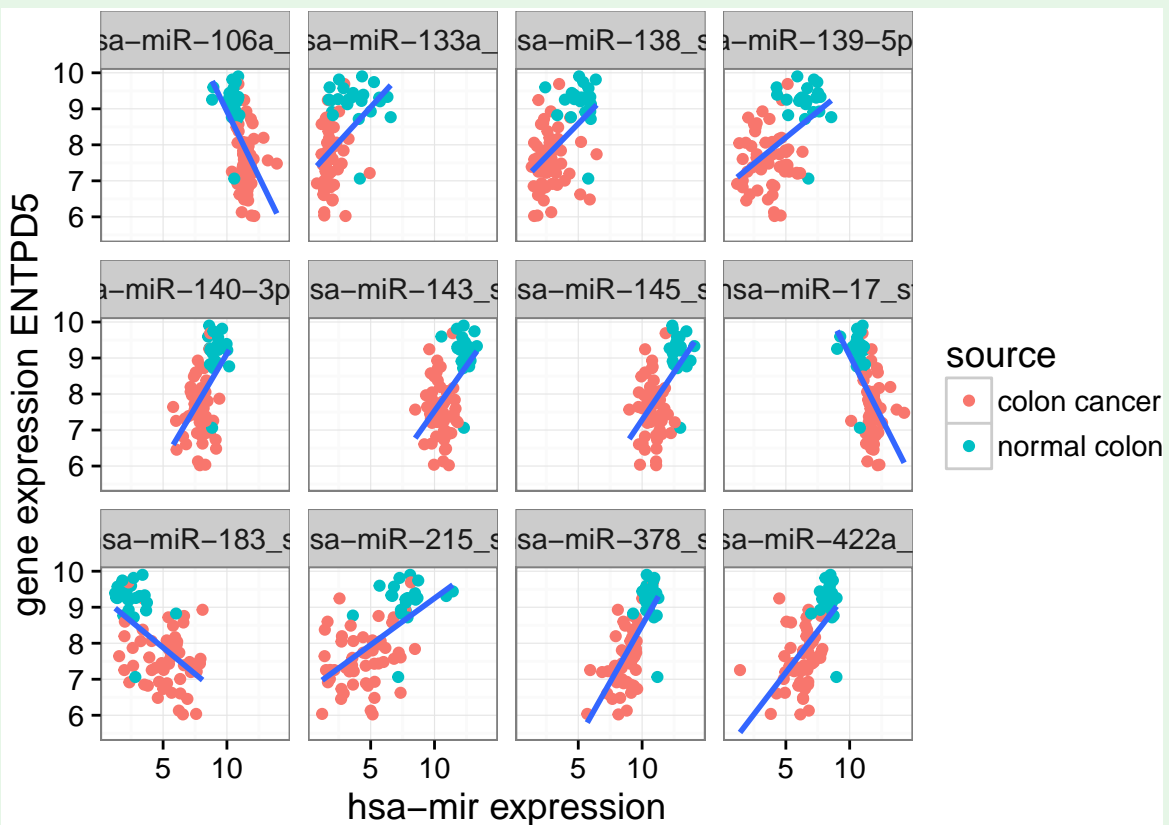 sa−miR−106a_
sa−miR−133a_
sa−miR−138_s
a−miR−139−5p
10
9
8
7
6
a−miR−140−3p
sa−miR−143_s
sa−miR−145_s
hsa−miR−17_s
10
9
8
7
6
sa−miR−183_s
sa−miR−215_s
sa−miR−378_s
sa−miR−422a_
10
9
8
7
6
5 10
5 10
5 10
5 10
hsa−mir expression
gene expression ENTPD5
source
colon cancer
normal colon